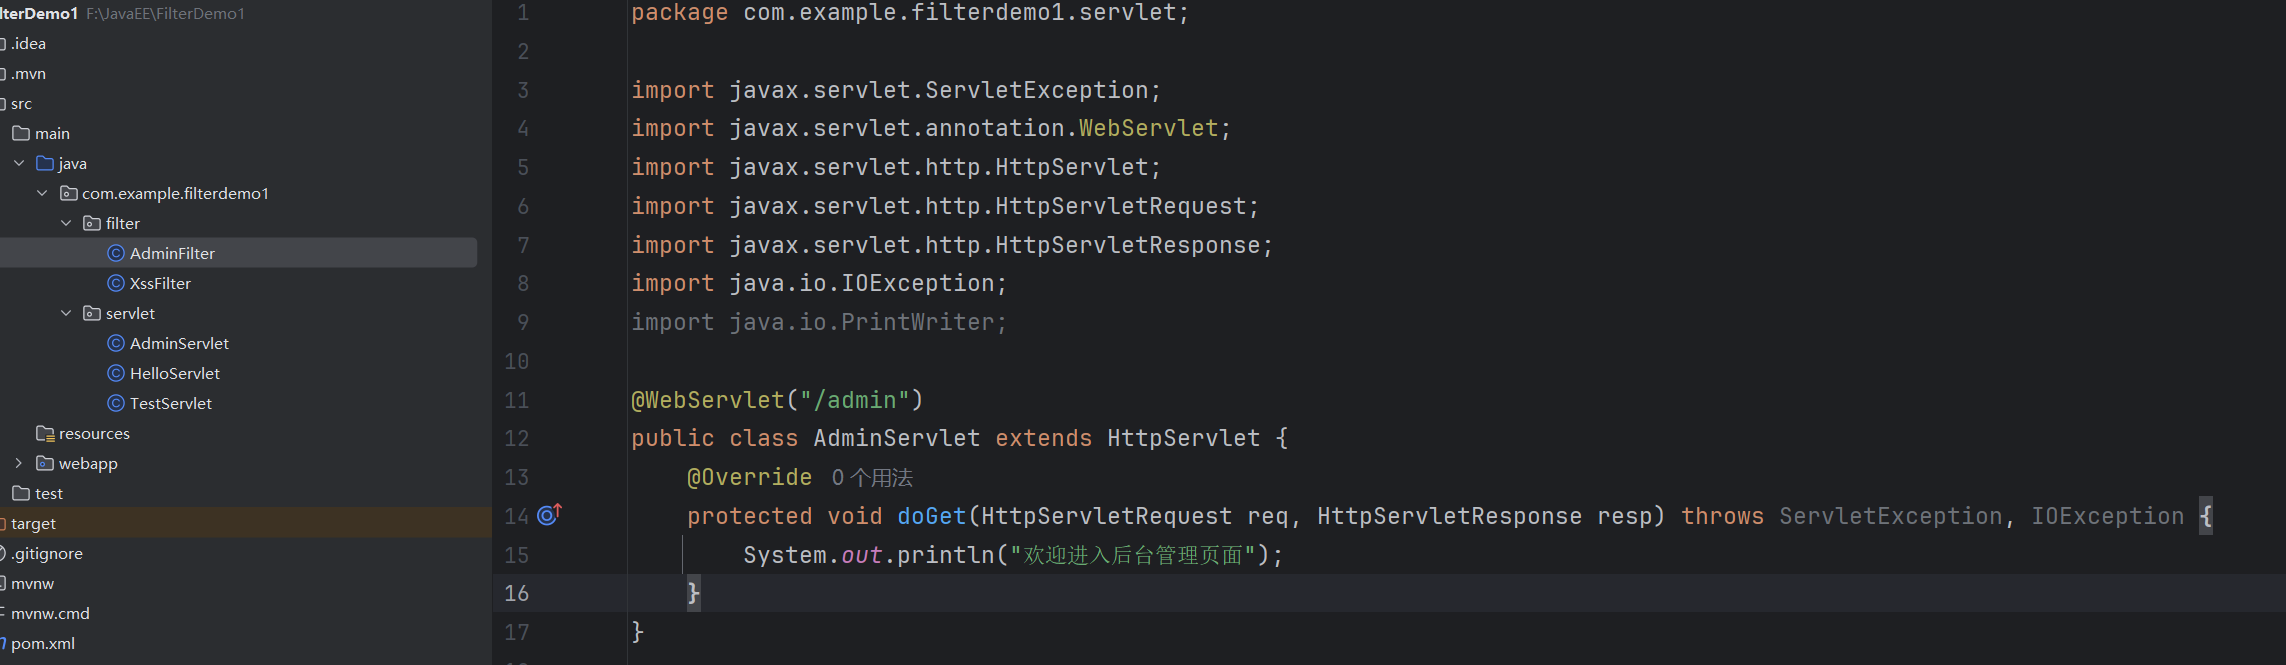 lterDemo1 F:\JavaEE\FilterDemo1
.idea
.mvn
src
main
java
com.example.filterdemo1
filter
AdminFilter
XssFilter
servlet
AdminServlet
HelloServlet
TestServlet
resources
webapp
test
target
.gitignore
mvnw
mvnw.cmd
pom.xml
1 package com.example.filterdemo1.servlet;
2
3 import javax.servlet.ServletException;
4 import javax.servlet.annotation.WebServlet;
5 import javax.servlet.http.HttpServlet;
6 import javax.servlet.http.HttpServletRequest;
7 import javax.servlet.http.HttpServletResponse;
8 import java.io.IOException;
9 import java.io.PrintWriter;
10
11 @WebServlet("/admin")
12 public class AdminServlet extends HttpServlet {
13 @Override 0 个用法
14 protected void doGet(HttpServletRequest req, HttpServletResponse resp) throws ServletException, IOException {
15 System.out.println("欢迎进入后台管理页面");
16 }
17 }